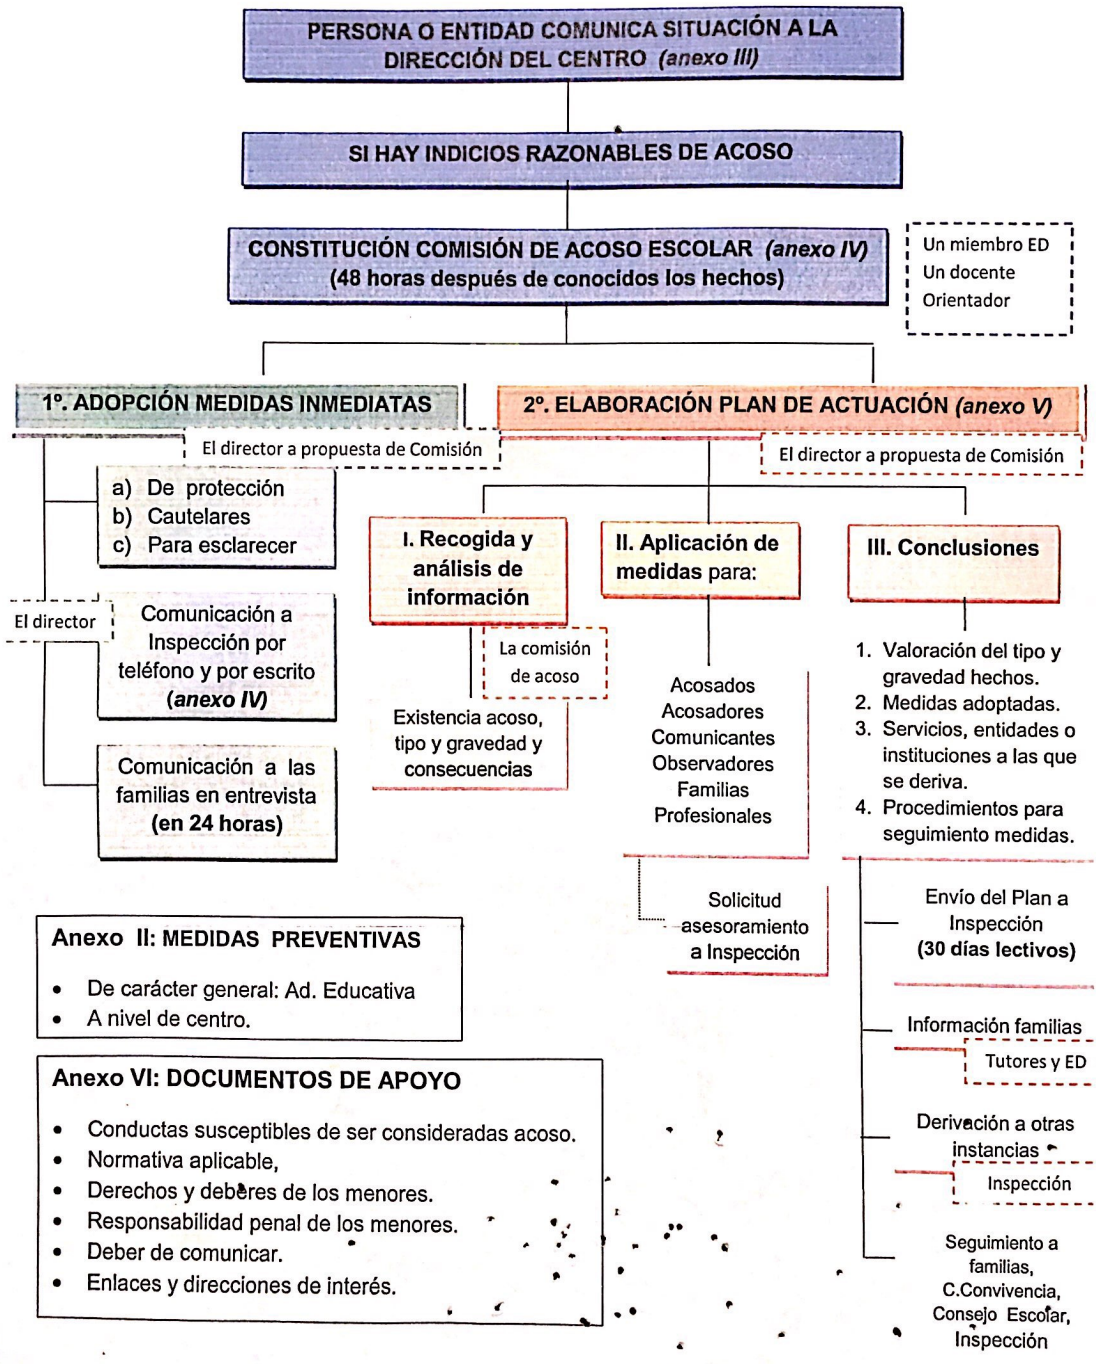 PERSONA O ENTIDAD COMUNICA SITUACIÓN A LA
DIRECCIÓN DEL CENTRO (anexo III)
SI HAY INDICIOS RAZONABLES DE ACOSO
CONSTITUCIÓN COMISIÓN DE ACOSO ESCOLAR (anexo IV)
(48 horas después de conocidos los hechos)
Un miembro ED
Un docente
Orientador
1º. ADOPCIÓN MEDIDAS INMEDIATAS
El director a propuesta de Comisión
a) De protección
b) Cautelares
c) Para esclarecer
El director
Comunicación a
Inspección por
teléfono y por escrito
(anexo IV)
Comunicación a las
familias en entrevista
(en 24 horas)
2º. ELABORACIÓN PLAN DE ACTUACIÓN (anexo V)
El director a propuesta de Comisión
I. Recogida y
análisis de
información
La comisión
de acoso
Existencia acoso,
tipo y gravedad y
consecuencias
II. Aplicación de
medidas para:
Acosados
Acosadores
Comunicantes
Observadores
Familias
Profesionales
Solicitud
asesoramiento
a Inspección
III. Conclusiones
1. Valoración del tipo y
gravedad hechos.
2. Medidas adoptadas.
3. Servicios, entidades o
instituciones a las que
se deriva.
4. Procedimientos para
seguimiento medidas.
Envío del Plan a
Inspección
(30 días lectivos)
Información familias
Tutores y ED
Derivación a otras
instancias
Inspección
Seguimiento a
familias,
C.Convivencia,
Consejo Escolar,
Inspección
Anexo II: MEDIDAS PREVENTIVAS
• De carácter general: Ad. Educativa
• A nivel de centro.
Anexo VI: DOCUMENTOS DE APOYO
• Conductas susceptibles de ser consideradas acoso.
• Normativa aplicable,
• Derechos y deberes de los menores.
• Responsabilidad penal de los menores.
• Deber de comunicar.
• Enlaces y direcciones de interés.